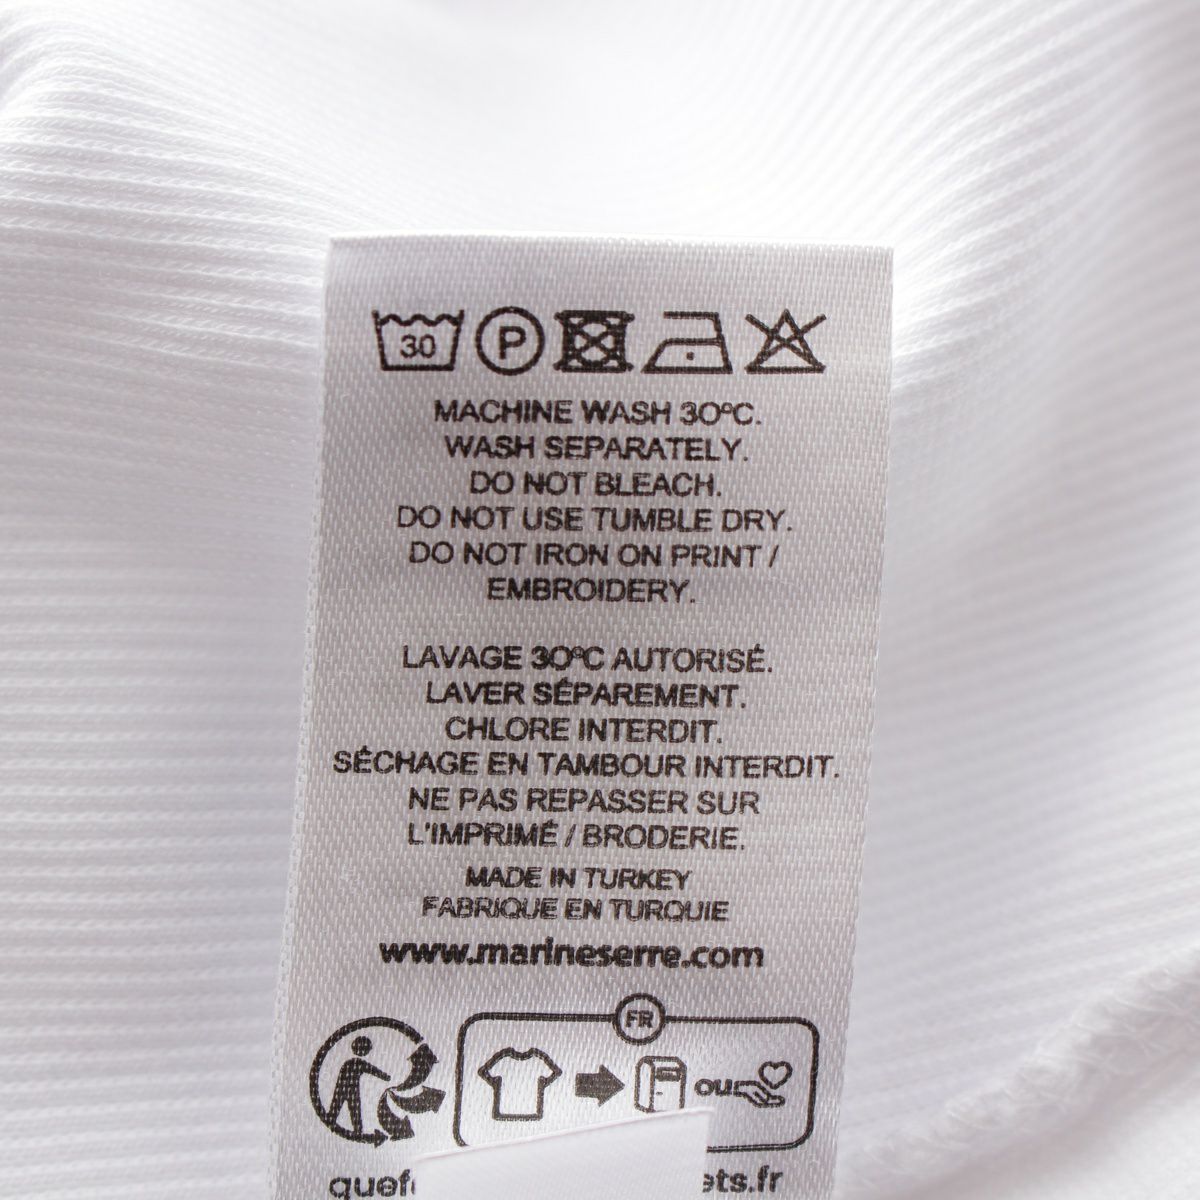 30 P
MACHINE WASH 30ºC.
WASH SEPARATELY.
DO NOT BLEACH.
DO NOT USE TUMBLE DRY.
DO NOT IRON ON PRINT /
EMBROIDERY.
LAVAGE 30ºC AUTORISÉ.
LAVER SÉPAREMENT.
CHLORE INTERDIT.
SÉCHAGE EN TAMBOUR INTERDIT.
NE PAS REPASSER SUR
L'IMPRIMÉ / BRODERIE.
MADE IN TURKEY
FABRIQUE EN TURQUIE
www.marineserre.com
FR
ou